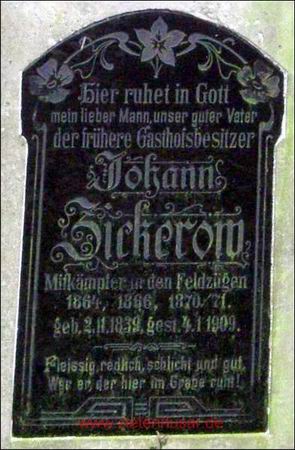 Hier ruhet in Gott
mein lieber Mann, unser guter Vater
der frühere Gasthofsbesitzer
Johann
Zickerow
Mitkämpfer in den Feldzügen
1864, 1866, 1870/71.
geb. 2.11.1839, gest. 4.1.1909.
Fleissig, redlich, schlicht und gut,
War er, der hier im Grabe ruht!
www.zietenhusar.de